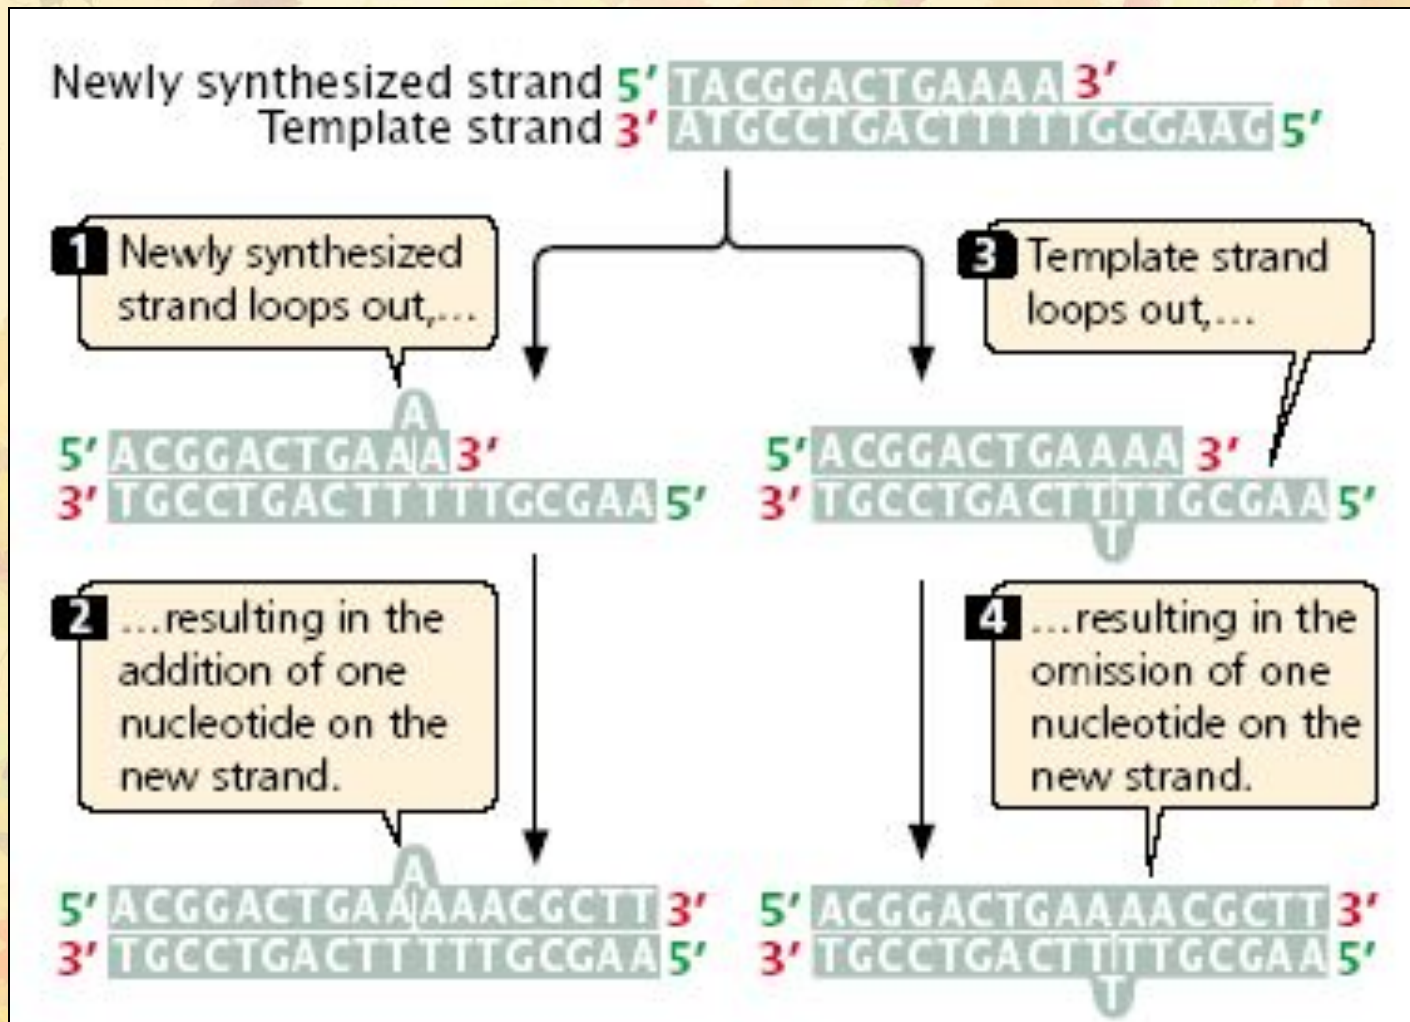 Newly synthesized strand 5′ TACGGACTGAAAA 3′
Template strand 3′ ATGCCTGACTTTTTGCGAAG 5′
1 Newly synthesized
strand loops out,...
3 Template strand
loops out,...
A
5′ ACGGACTGAAA 3′
3′ TGCCTGACTTTTTGCGAA 5′
5′ ACGGACTGAAAA 3′
3′ TGCCTGACTTTTGCGAA 5′
T
2 ...resulting in the
addition of one
nucleotide on the
new strand.
4 ...resulting in the
omission of one
nucleotide on the
new strand.
A
5′ ACGGACTGAAAAACGCTT 3′
3′ TGCCTGACTTTTTGCGAA 5′
5′ ACGGACTGAAAACGCTT 3′
3′ TGCCTGACTTTTGCGAA 5′
T